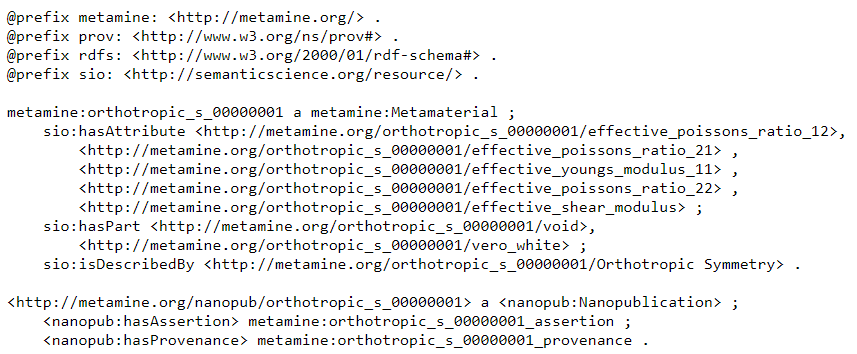 @prefix metamine: <http://metamine.org/> .
@prefix prov: <http://www.w3.org/ns/prov#> .
@prefix rdfs: <http://www.w3.org/2000/01/rdf-schema#> .
@prefix sio: <http://semanticscience.org/resource/> .

metamine:orthotropic_s_00000001 a metamine:Metamaterial ;
    sio:hasAttribute <http://metamine.org/orthotropic_s_00000001/effective_poissons_ratio_12>,
        <http://metamine.org/orthotropic_s_00000001/effective_poissons_ratio_21> ,
        <http://metamine.org/orthotropic_s_00000001/effective_youngs_modulus_11> ,
        <http://metamine.org/orthotropic_s_00000001/effective_poissons_ratio_22> ,
        <http://metamine.org/orthotropic_s_00000001/effective_shear_modulus> ;
    sio:hasPart <http://metamine.org/orthotropic_s_00000001/void>,
        <http://metamine.org/orthotropic_s_00000001/vero_white> ;
    sio:isDescribedBy <http://metamine.org/orthotropic_s_00000001/Orthotropic Symmetry> .

<http://metamine.org/nanopub/orthotropic_s_00000001> a <nanopub:Nanopublication> ;
    <nanopub:hasAssertion> metamine:orthotropic_s_00000001_assertion ;
    <nanopub:hasProvenance> metamine:orthotropic_s_00000001_provenance .